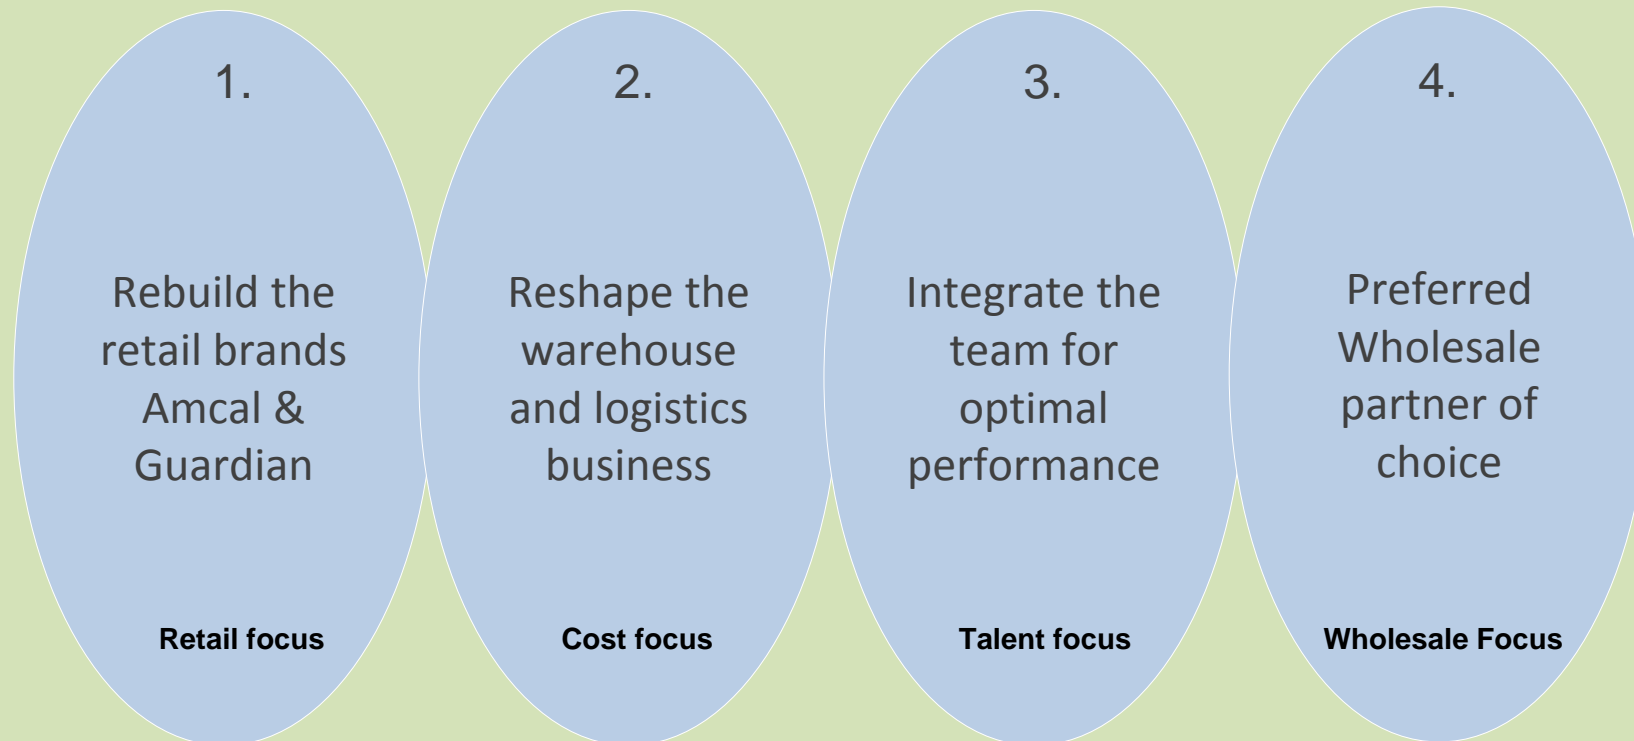 1.
Rebuild the
retail brands
Amcal &
Guardian
Retail focus
2.
Reshape the
warehouse
and logistics
business
Cost focus
3.
Integrate the
team for
optimal
performance
Talent focus
4.
Preferred
Wholesale
partner of
choice
Wholesale Focus